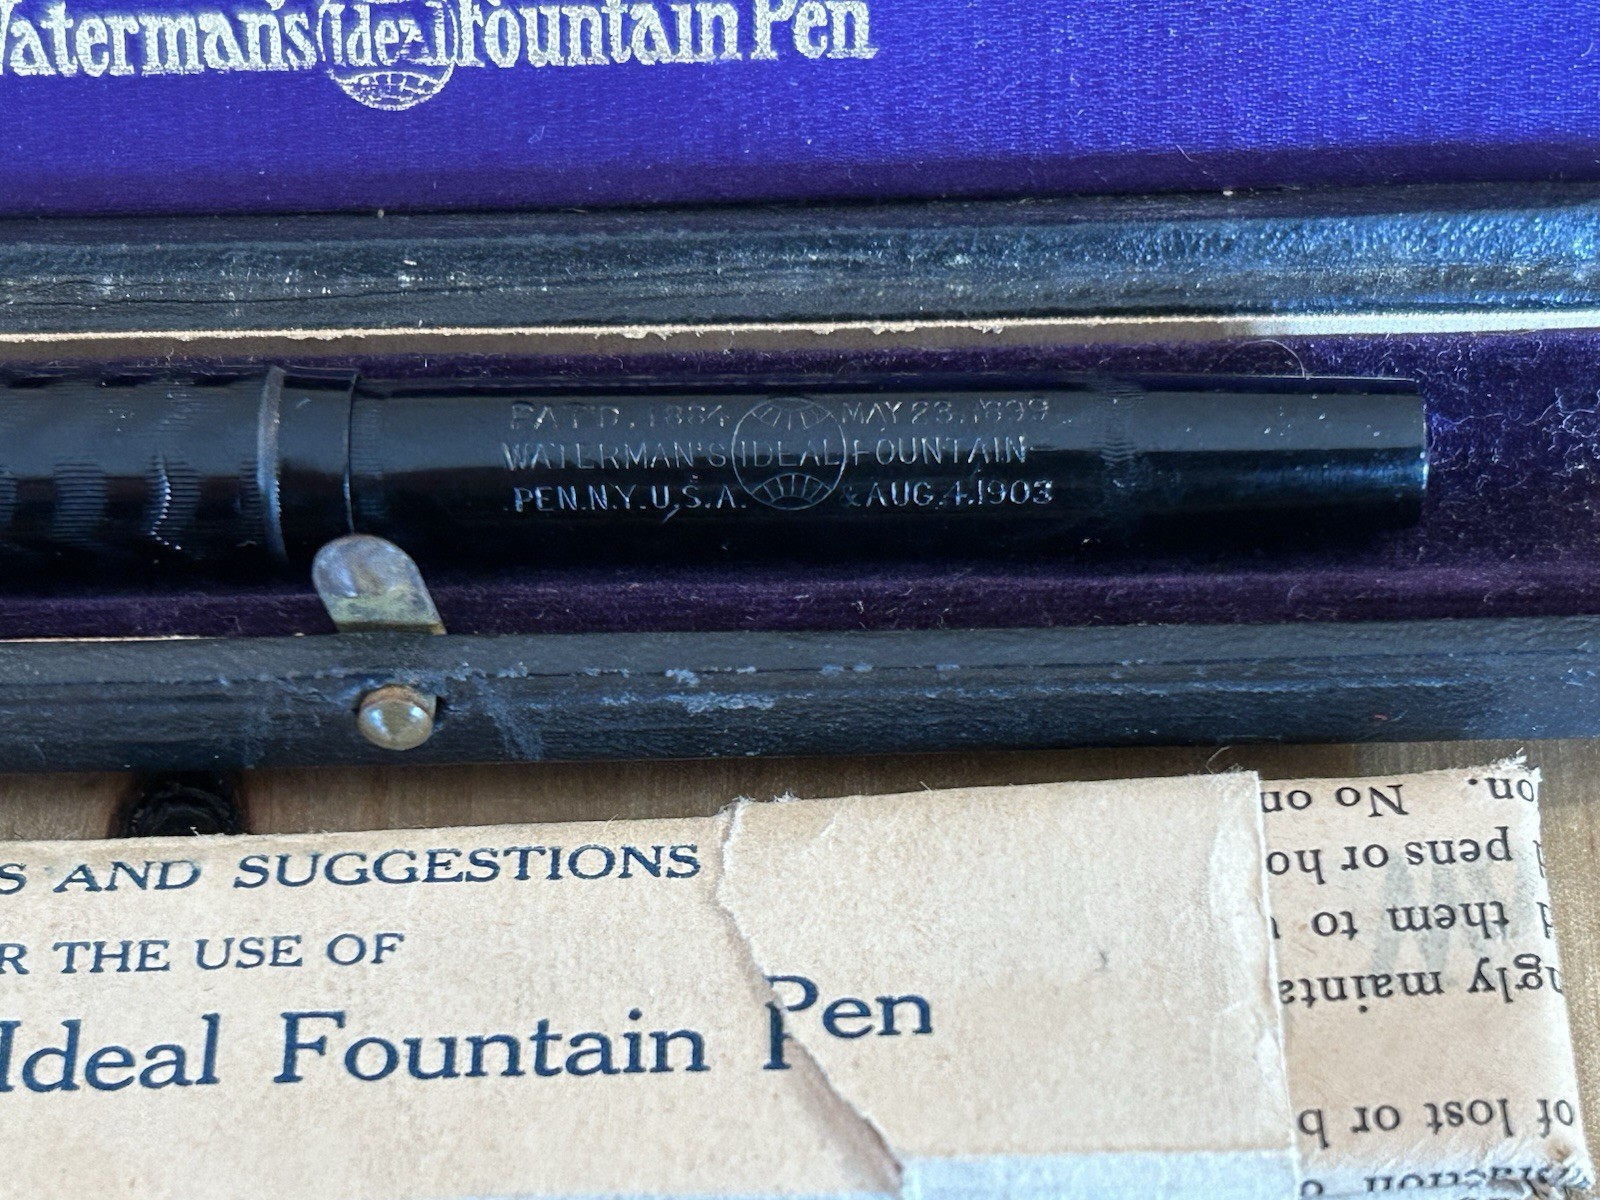 Waterman's Ideal Fountain Pen
PAT'D. 1884 MAY 23, 1899
WATERMAN'S IDEAL FOUNTAIN
PEN. N.Y. U.S.A. & AUG. 4. 1903
S AND SUGGESTIONS
R THE USE OF
Ideal Fountain Pen
of lost or b
ngly mainta
them to
pens or ho
on. No on